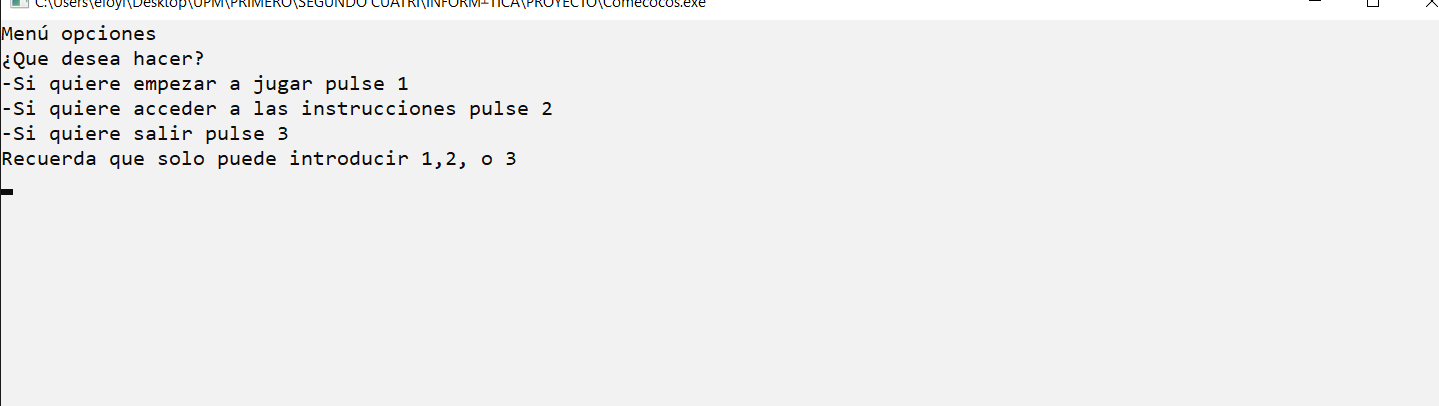 C:\Users\eloyl\Desktop\UPM\PRIMERO\SEGUNDO CUATRI\INFORM┴TICA\PROYECTO\Comecocos.exe
Menú opciones
¿Que desea hacer?
-Si quiere empezar a jugar pulse 1
-Si quiere acceder a las instrucciones pulse 2
-Si quiere salir pulse 3
Recuerda que solo puede introducir 1,2, o 3